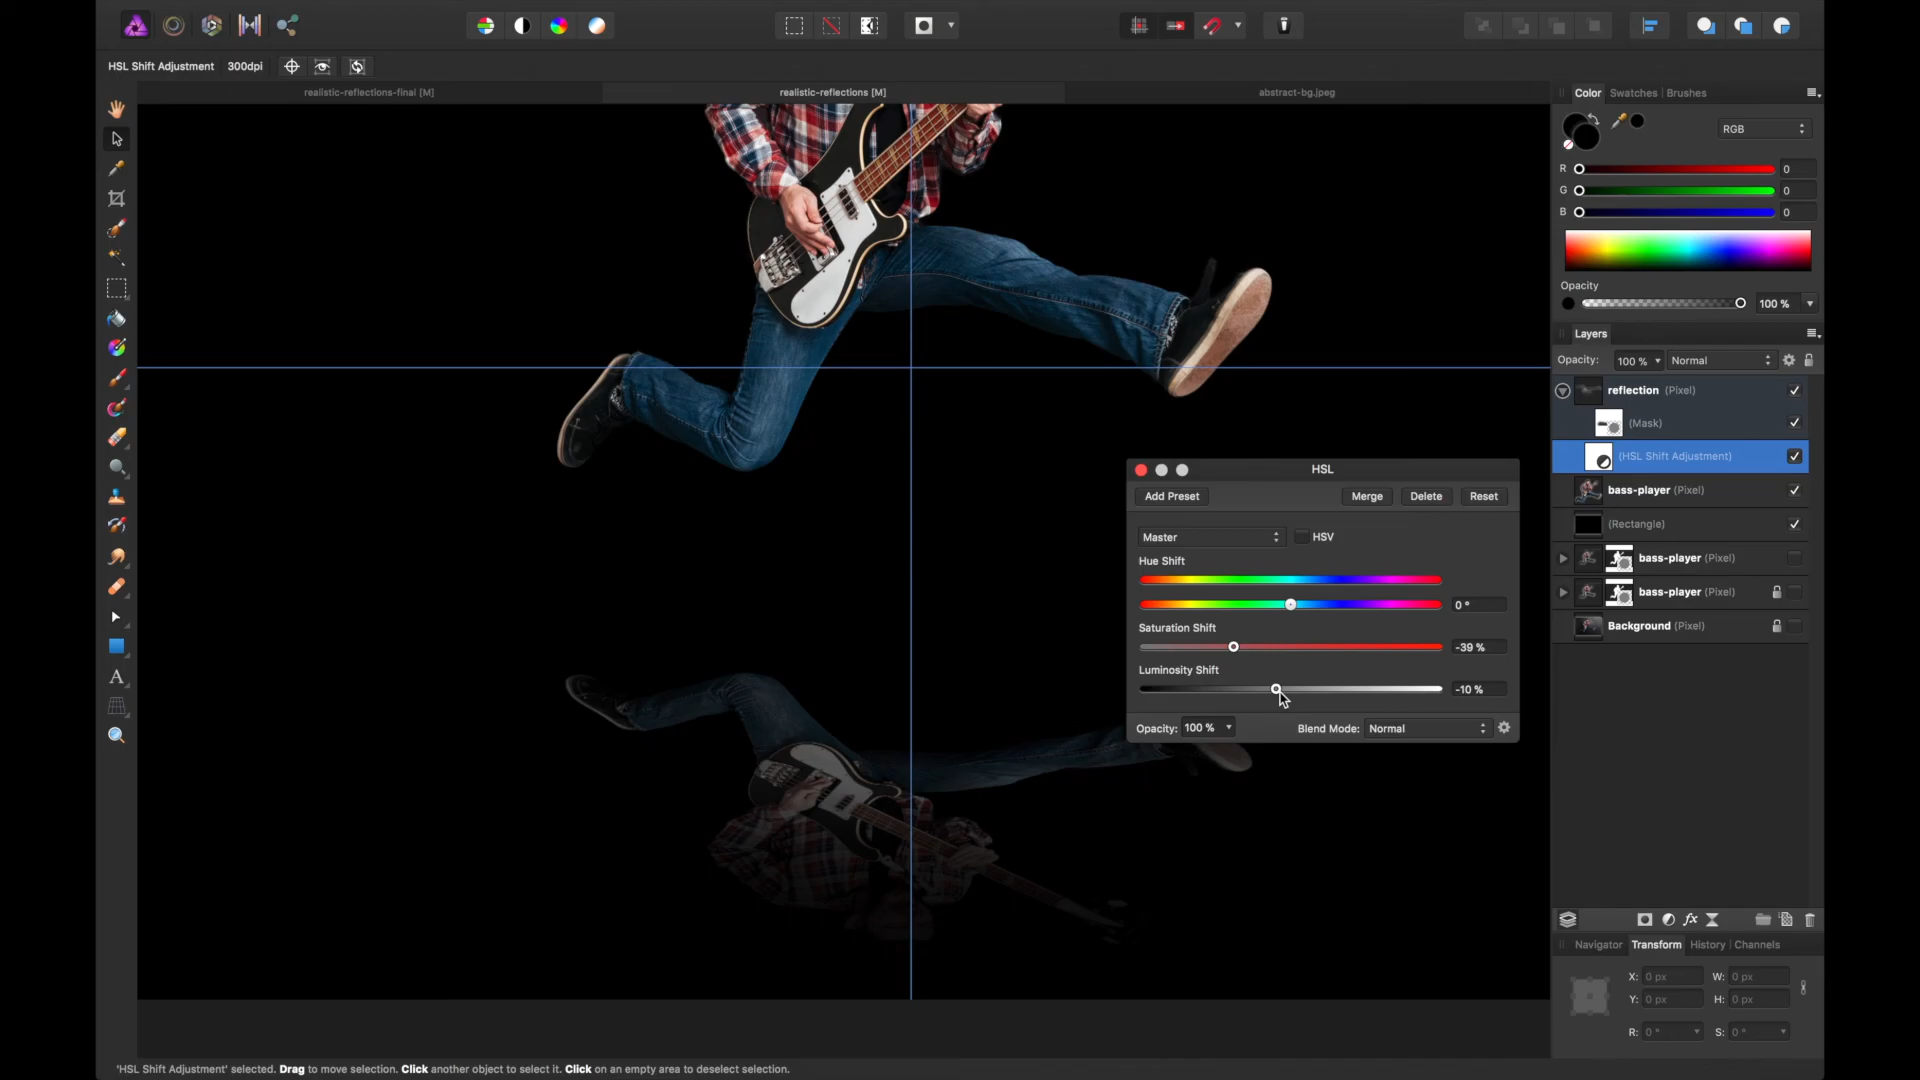 HSL Shift Adjustment 300dpi
realistic-reflections-final [M] realistic-reflections [M] abstract-bg.jpeg
Color Swatches Brushes
RGB
R 0
G 0
B 0
Opacity
100 %
Layers
Opacity: 100 % Normal
reflection (Pixel)
(Mask)
(HSL Shift Adjustment)
bass-player (Pixel)
(Rectangle)
bass-player (Pixel)
bass-player (Pixel)
Background (Pixel)
HSL
Add Preset Merge Delete Reset
Master HSV
Hue Shift
0 °
Saturation Shift
-39 %
Luminosity Shift
-10 %
Opacity: 100 % Blend Mode: Normal
fx
Navigator Transform History Channels
X: 0 px W: 0 px
Y: 0 px H: 0 px
R: 0 ° S: 0 °
A
'HSL Shift Adjustment' selected. Drag to move selection. Click another object to select it. Click on an empty area to deselect selection.